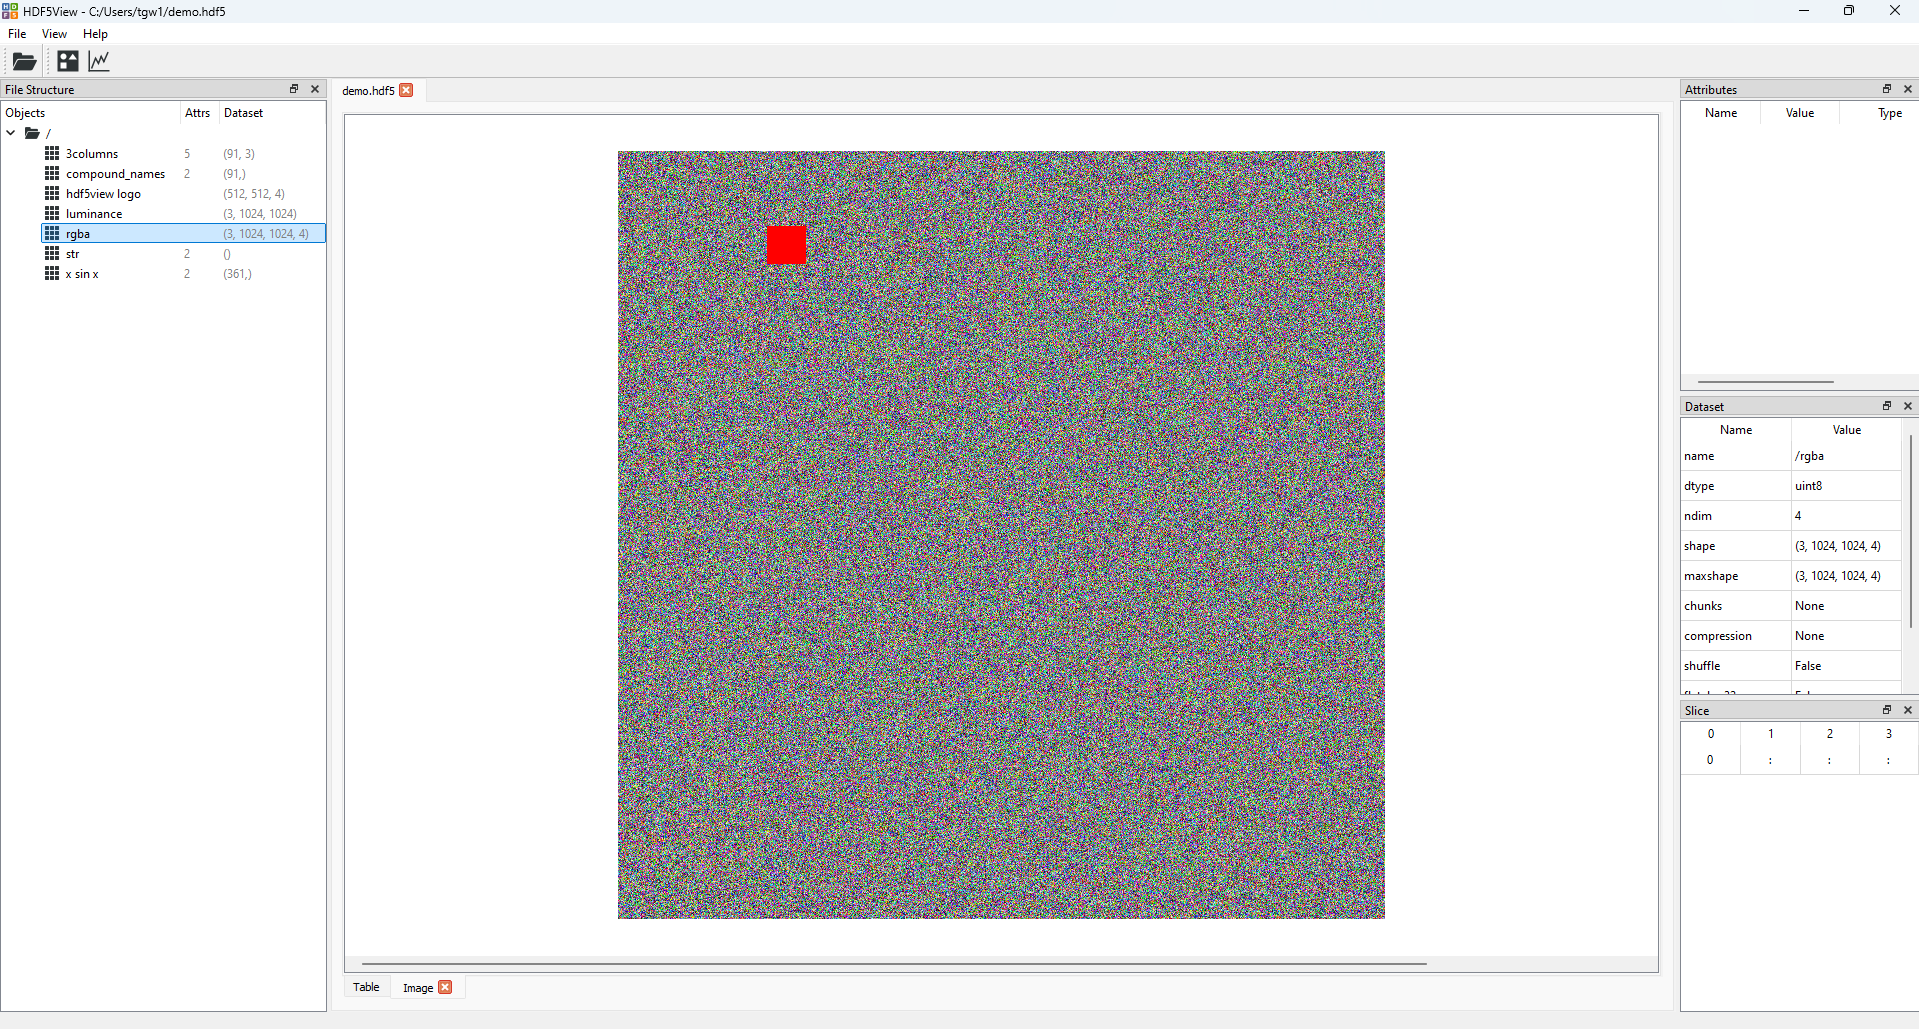 HDF5View - C:/Users/tgw1/demo.hdf5
File View Help
File Structure
Objects Attrs Dataset
/
3columns 5 (91, 3)
compound_names 2 (91,)
hdf5view logo (512, 512, 4)
luminance (3, 1024, 1024)
rgba (3, 1024, 1024, 4)
str 2 ()
x sin x 2 (361,)
demo.hdf5
Table Image
Attributes
Name Value Type
Dataset
Name Value
name /rgba
dtype uint8
ndim 4
shape (3, 1024, 1024, 4)
maxshape (3, 1024, 1024, 4)
chunks None
compression None
shuffle False
Slice
0 1 2 3
0 : : :